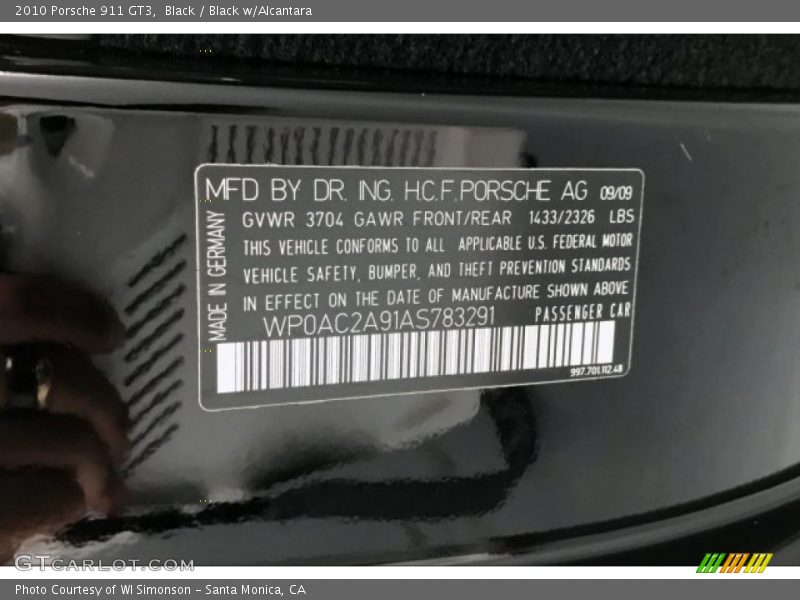 2010 Porsche 911 GT3, Black / Black w/Alcantara
MFD BY DR. ING. H.C.F. PORSCHE AG 09/09
GVWR 3704 GAWR FRONT/REAR 1433/2326 LBS
THIS VEHICLE CONFORMS TO ALL APPLICABLE U.S. FEDERAL MOTOR
VEHICLE SAFETY, BUMPER, AND THEFT PREVENTION STANDARDS
IN EFFECT ON THE DATE OF MANUFACTURE SHOWN ABOVE
WP0AC2A91AS783291 PASSENGER CAR
MADE IN GERMANY
997.701.112.48
GTCARLOT.COM
Photo Courtesy of WI Simonson - Santa Monica, CA